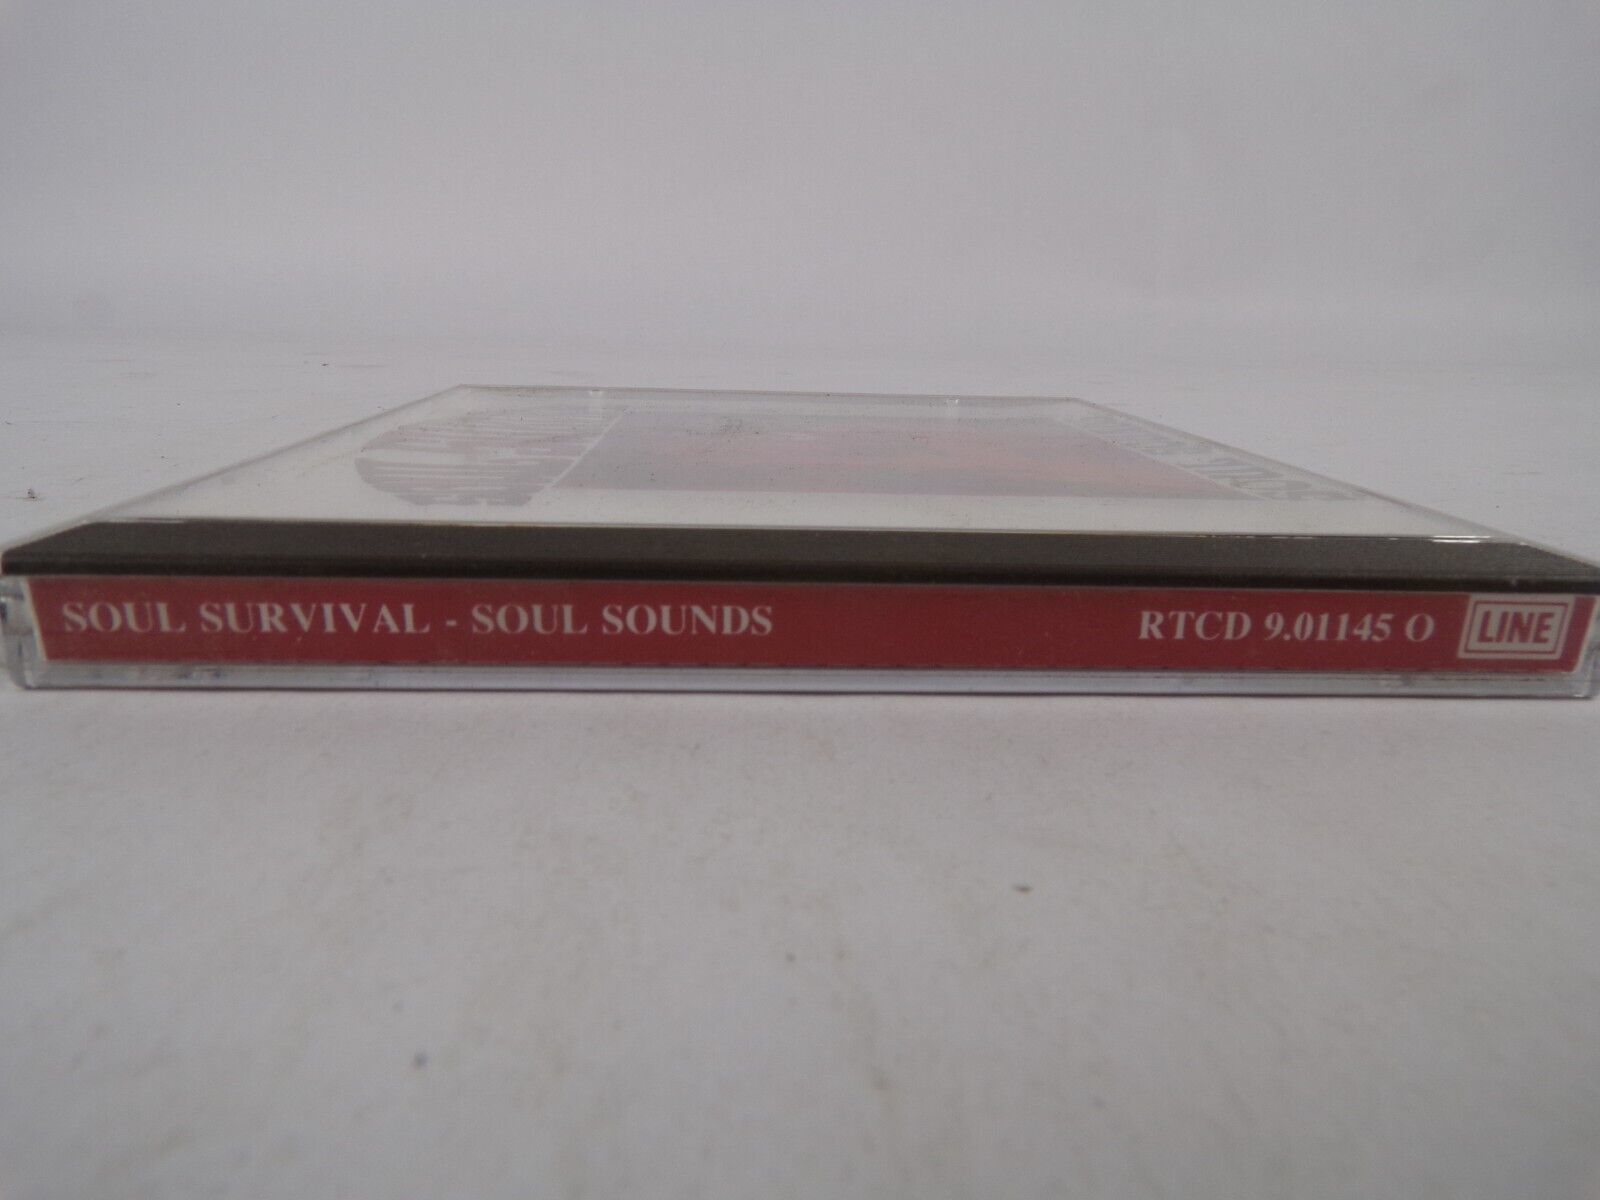 SOUL SURVIVAL - SOUL SOUNDS RTCD 9.01145 O LINE